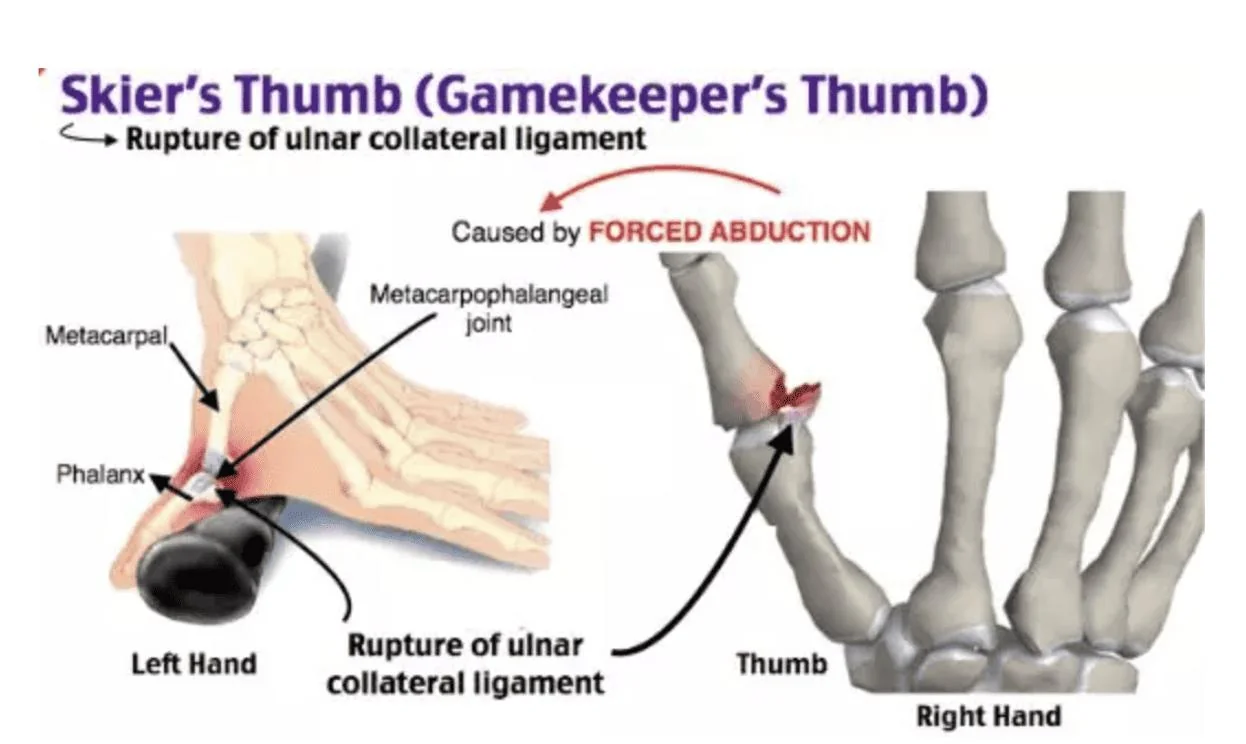 Skier's Thumb (Gamekeeper's Thumb)
Rupture of ulnar collateral ligament
Caused by FORCED ABDUCTION
Metacarpophalangeal
joint
Metacarpal
Phalanx
Rupture of ulnar
collateral ligament
Left Hand
Thumb
Right Hand